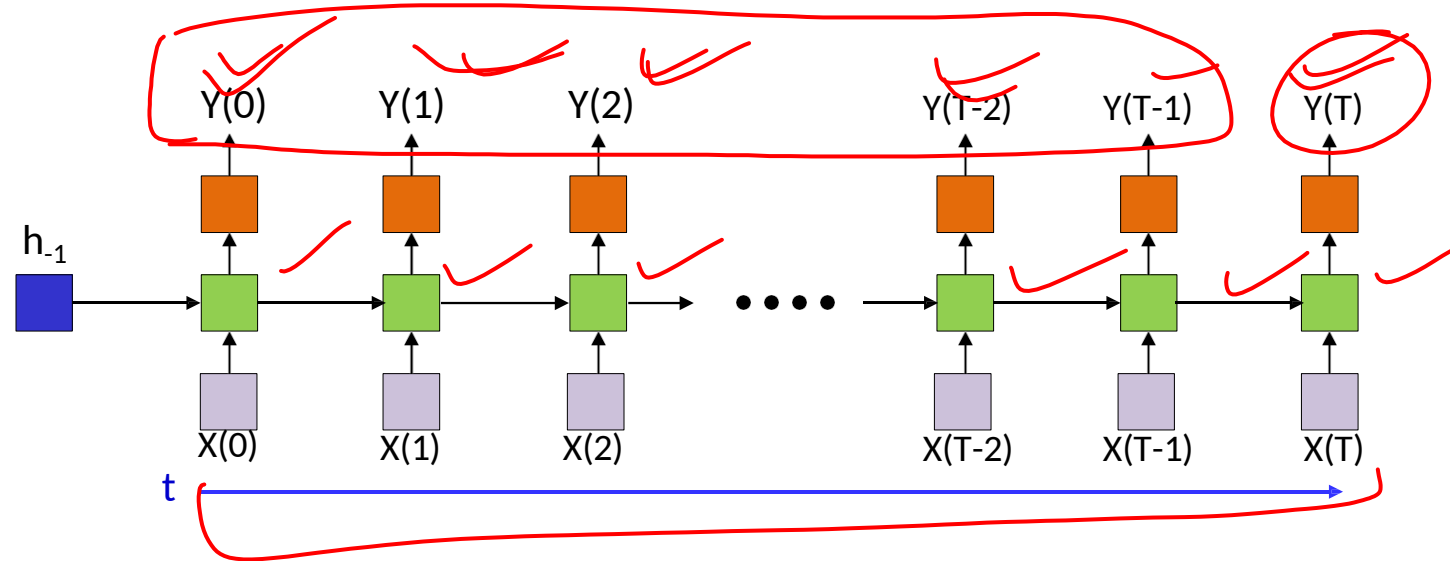 Y(0) Y(1) Y(2) Y(T-2) Y(T-1) Y(T)
h-1
X(0) X(1) X(2) X(T-2) X(T-1) X(T)
t